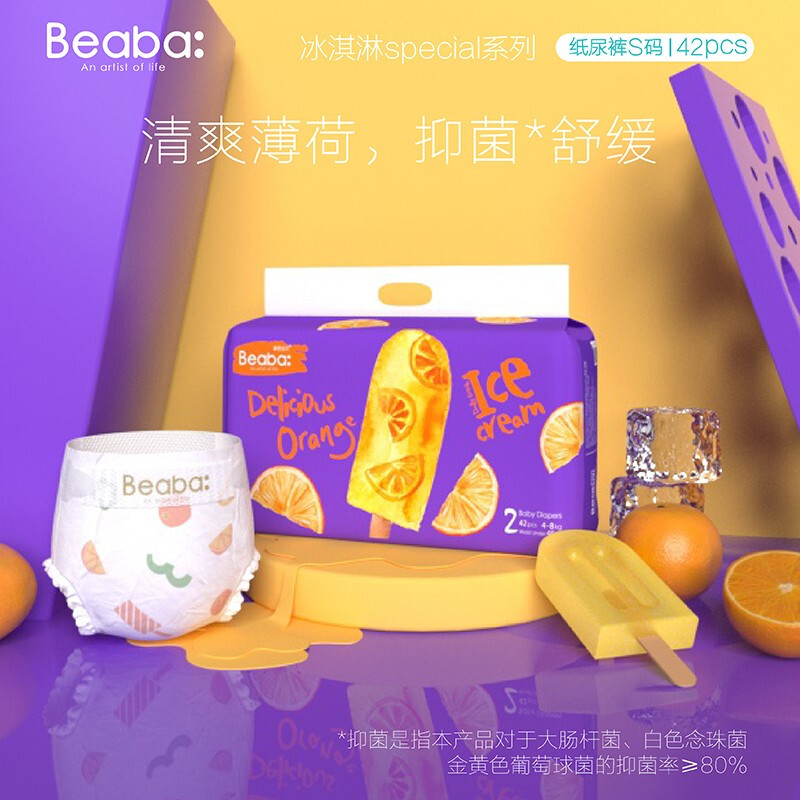 Beaba:
An artist of life
冰淇淋special系列
纸尿裤S码|42pcs
清爽薄荷，抑菌*舒缓
Beaba:
Delicious
Orange
Ice
cream
2
Baby Diapers
42pcs 4-8kg
Beaba:
*抑菌是指本产品对于大肠杆菌、白色念珠菌
金黄色葡萄球菌的抑菌率≥80%